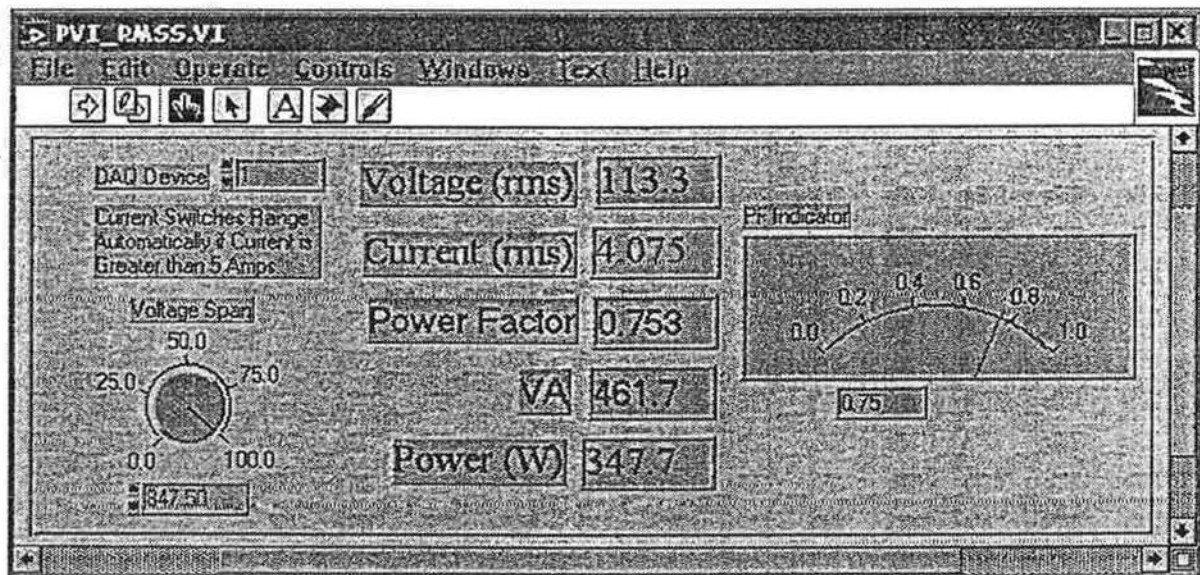 PVI_RMSS.VI
File Edit Operate Controls Windows Text Help
A
DAQ Device 1
Current Switches Range
Automatically if Current is
Greater than 5 Amps
Voltage Span
50.0
25.0 75.0
0.0 100.0
347.50
Voltage (rms) 113.3
Current (rms) 4.075
Power Factor 0.753
VA 461.7
Power (W) 347.7
PF Indicator
0.0 0.2 0.4 0.6 0.8 1.0
0.75